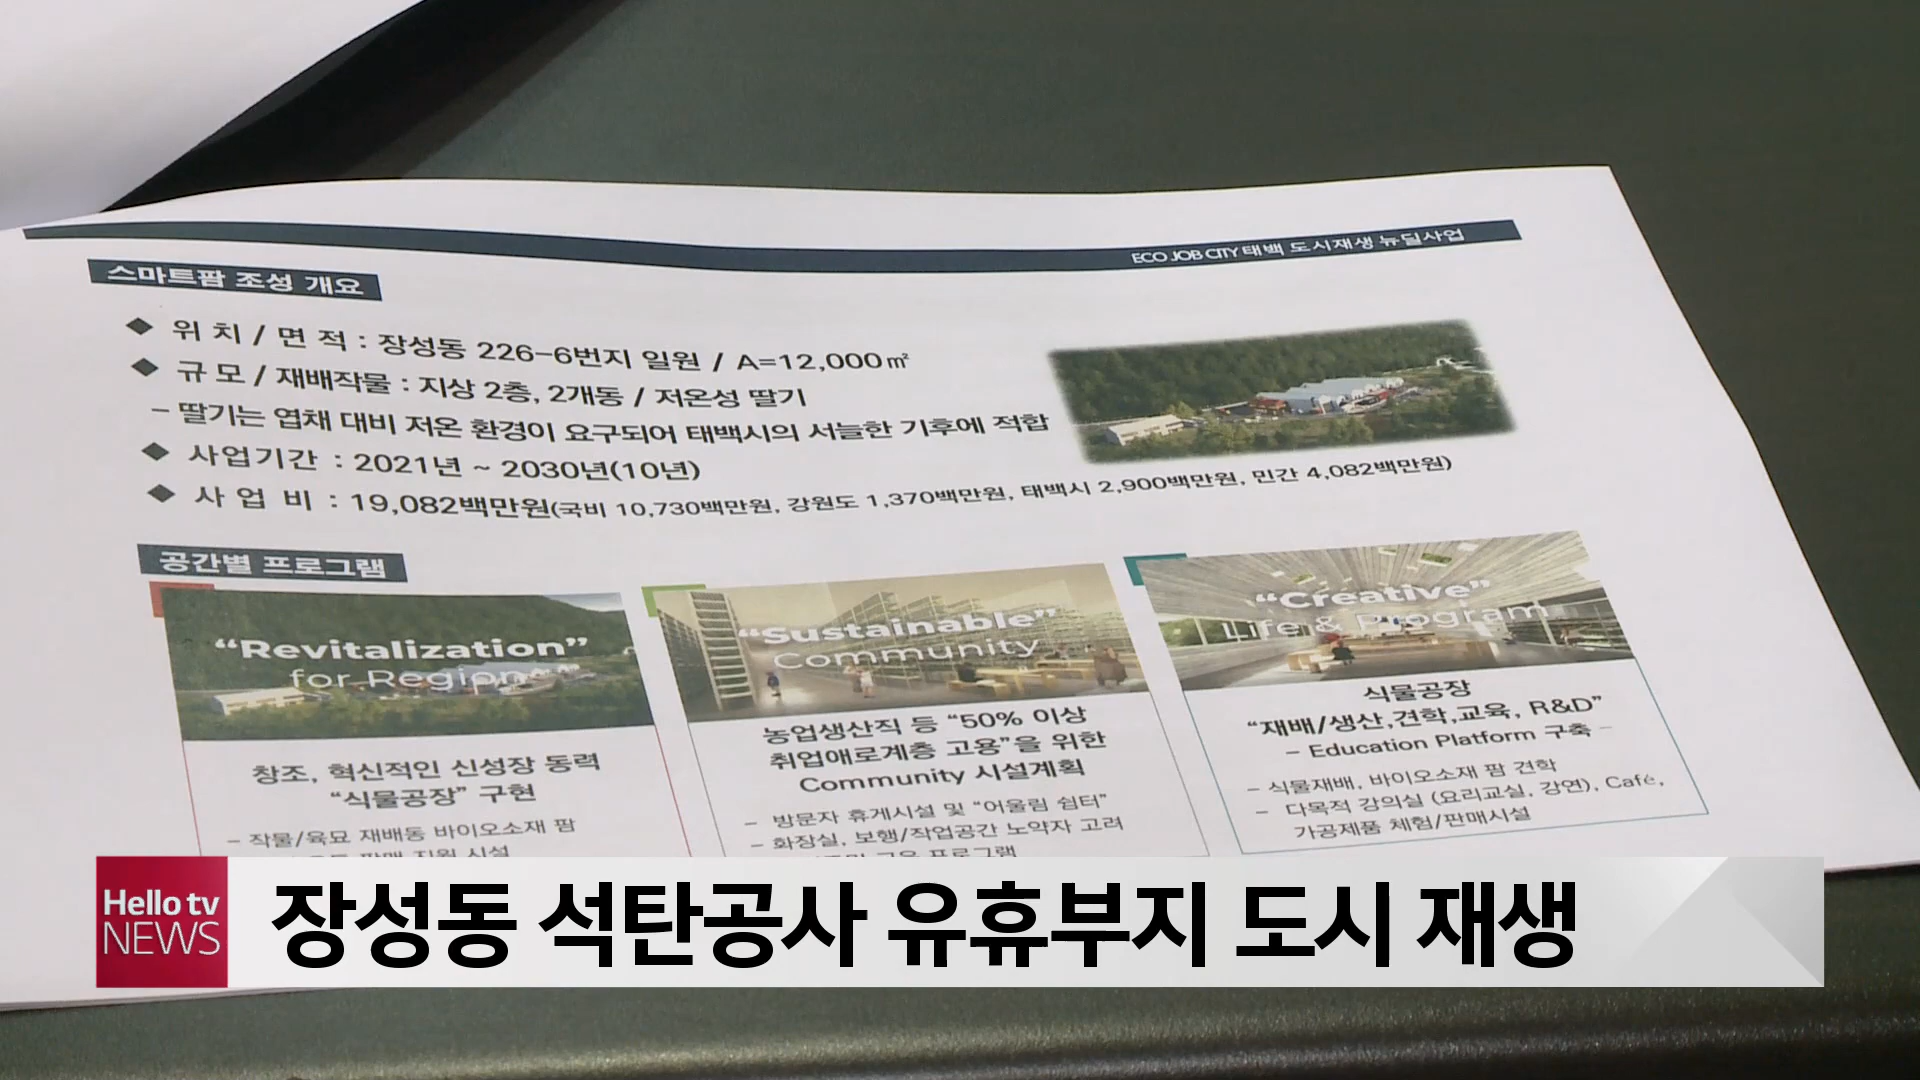 ECO JOB CITY 태백 도시재생 뉴딜사업
스마트팜 조성 개요
◆ 위 치 / 면 적 : 장성동 226-6번지 일원 / A=12,000㎡
◆ 규 모 / 재배작물 : 지상 2층, 2개동 / 저온성 딸기
- 딸기는 엽채 대비 저온 환경이 요구되어 태백시의 서늘한 기후에 적합
◆ 사업기간 : 2021년 ~ 2030년(10년)
◆ 사 업 비 : 19,082백만원(국비 10,730백만원, 강원도 1,370백만원, 태백시 2,900백만원, 민간 4,082백만원)
공간별 프로그램
“Revitalization”
for Region
창조, 혁신적인 신성장 동력
“식물공장” 구현
- 작물/육묘 재배동 바이오소재 팜
판매 지원 시설
“Sustainable”
Community
농업생산직 등 “50% 이상
취업애로계층 고용”을 위한
Community 시설계획
- 방문자 휴게시설 및 “어울림 쉼터”
- 화장실, 보행/작업공간 노약자 고려
교육 프로그램
“Creative”
Life & Program
식물공장
“재배/생산,견학,교육, R&D”
- Education Platform 구축 -
- 식물재배, 바이오소재 팜 견학
- 다목적 강의실 (요리교실, 강연), Café,
가공제품 체험/판매시설
Hello tv
NEWS
장성동 석탄공사 유휴부지 도시 재생